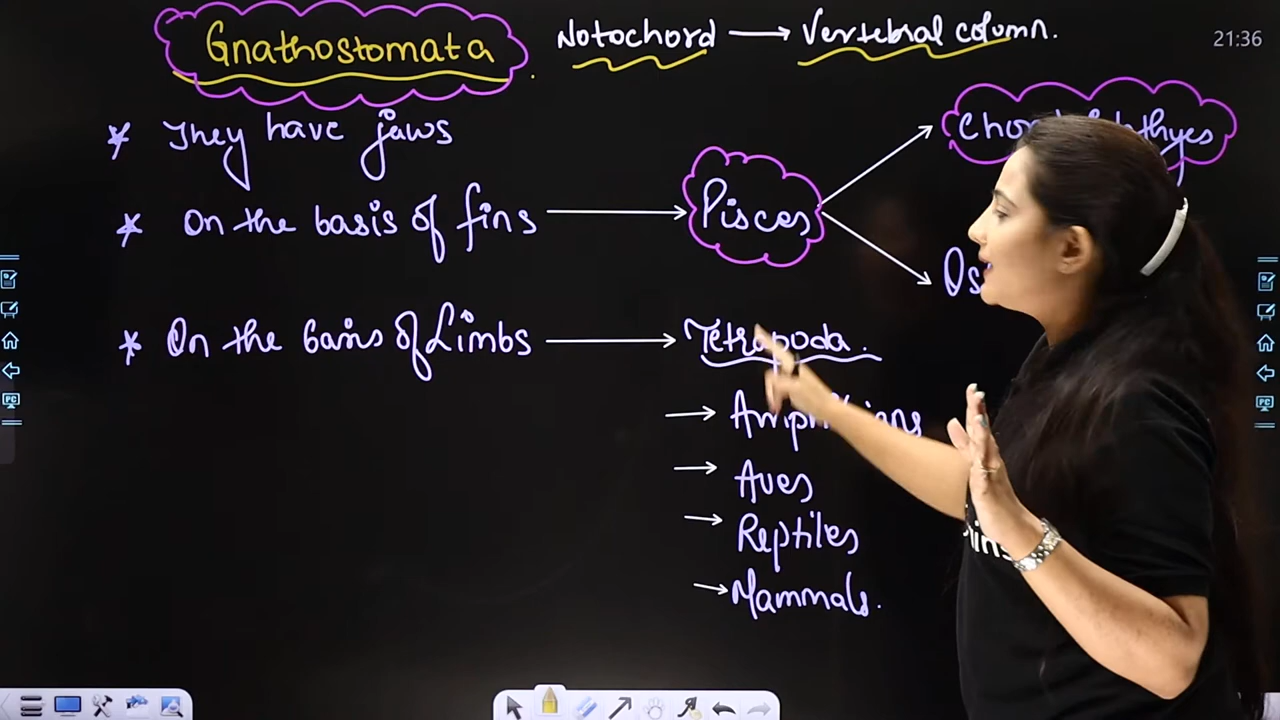 Gnathostomata. Notochord → Vertebral column.
21:36
* They have jaws
* On the basis of fins → Pisces
* On the basis of Limbs → Tetrapoda.
→ Amphibians
→ Aves
→ Reptiles
→ Mammals.